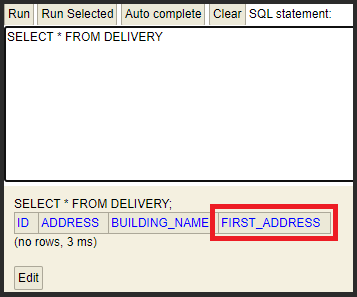 Run Run Selected Auto complete Clear SQL statement:
SELECT * FROM DELIVERY
SELECT * FROM DELIVERY;
ID ADDRESS BUILDING_NAME FIRST_ADDRESS
(no rows, 3 ms)
Edit